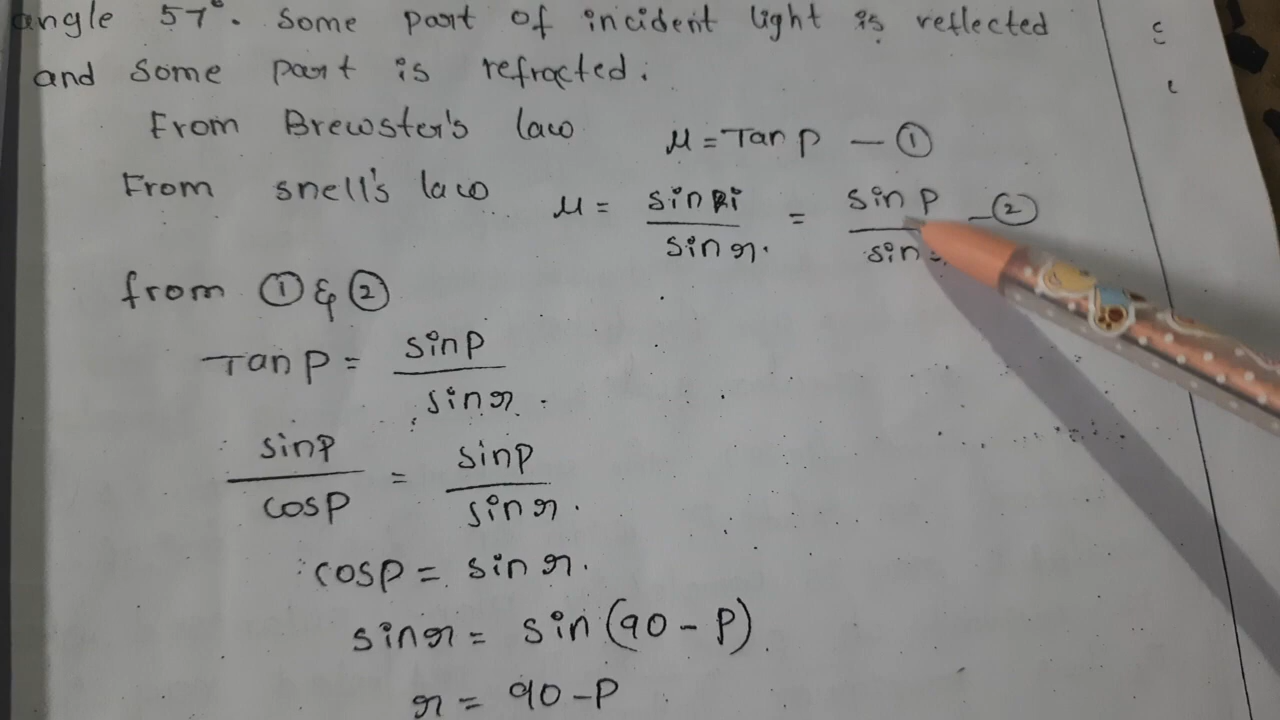 angle 57°. Some part of incident light is reflected
and some part is refracted.
From Brewster's law μ = Tan p — ①
From snell's law μ = sin i / sin r. = sin p / sin — ②
from ① & ②
Tan p = sin p / sin r.
sin p / cos p = sin p / sin r.
cos p = sin r.
sin r = sin (90 - p)
r = 90 - p